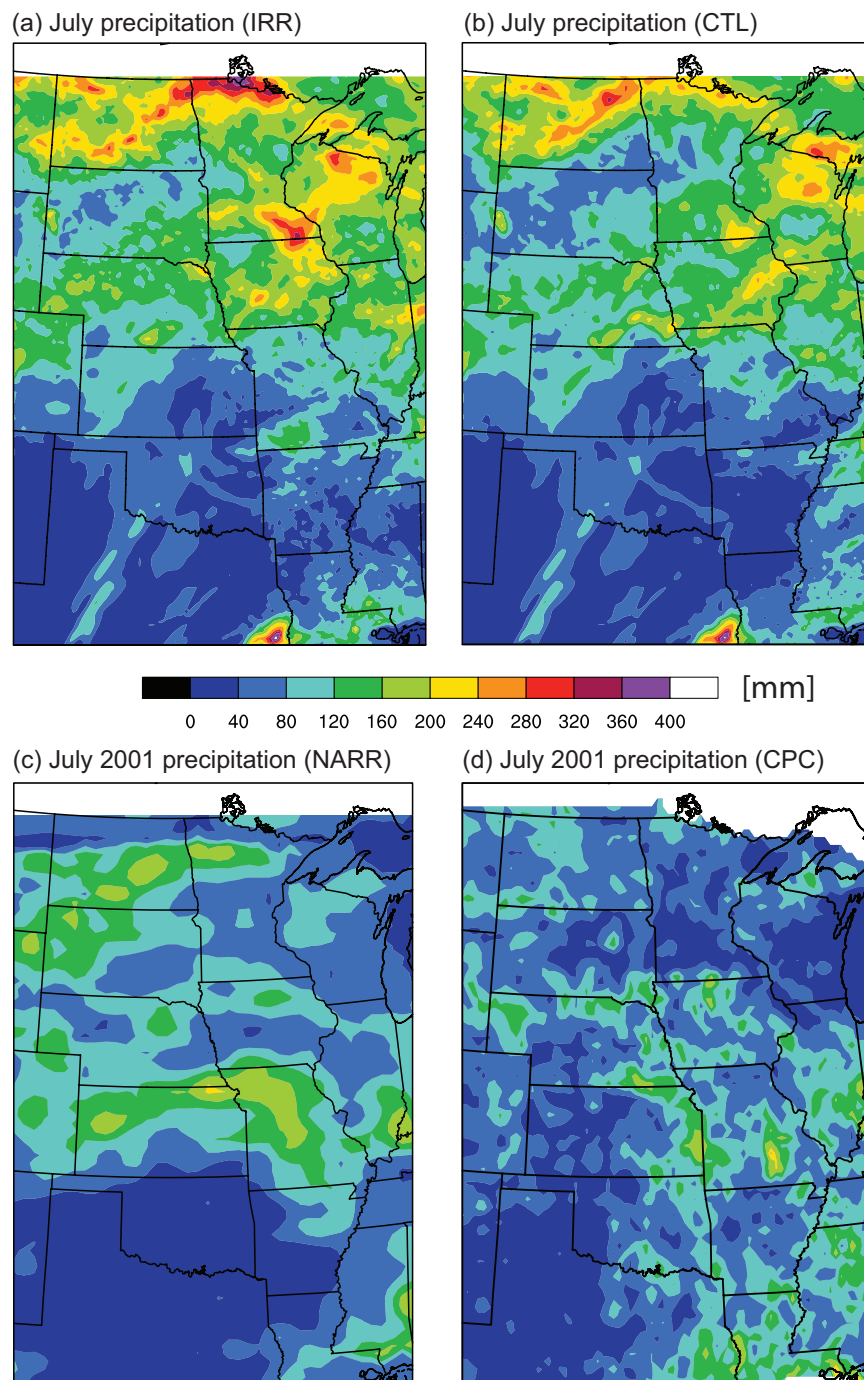 (a) July precipitation (IRR)
(b) July precipitation (CTL)
[mm]
0 40 80 120 160 200 240 280 320 360 400
(c) July 2001 precipitation (NARR)
(d) July 2001 precipitation (CPC)